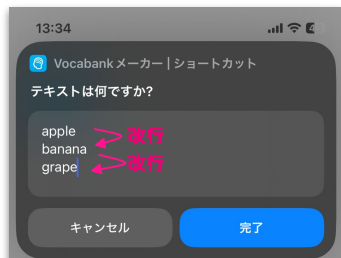 13:34
Vocabankメーカー | ショートカット
テキストは何ですか?
apple
改行
banana
改行
grape
キャンセル
完了